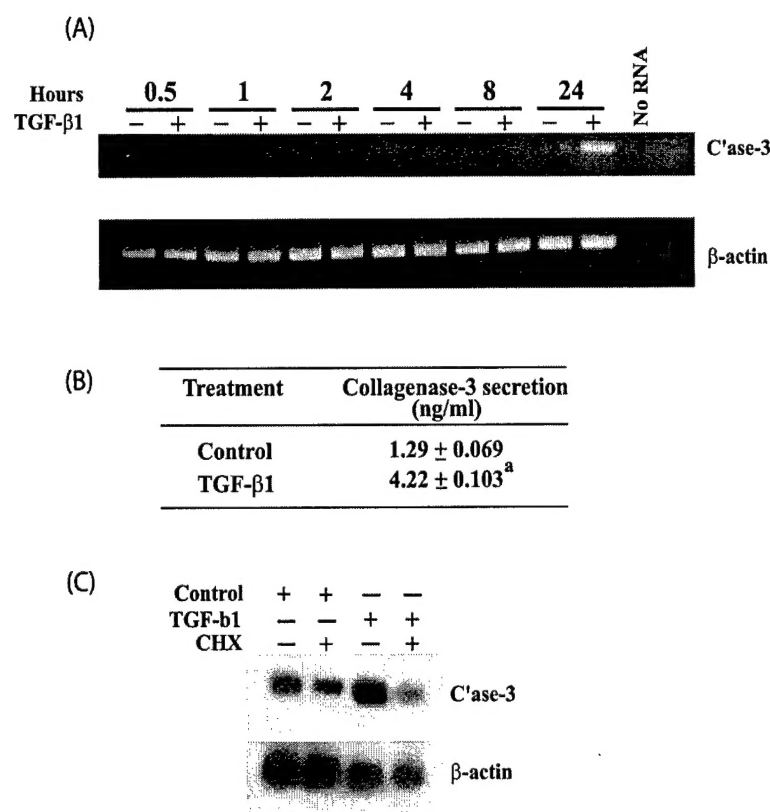 (A)
Hours 0.5 1 2 4 8 24 No RNA
TGF-β1 − + − + − + − + − + − +
C'ase-3
β-actin
(B)
Treatment Collagenase-3 secretion
(ng/ml)
Control 1.29 ± 0.069
TGF-β1 4.22 ± 0.103a
(C)
Control + + − −
TGF-b1 − − + +
CHX − + − +
C'ase-3
β-actin